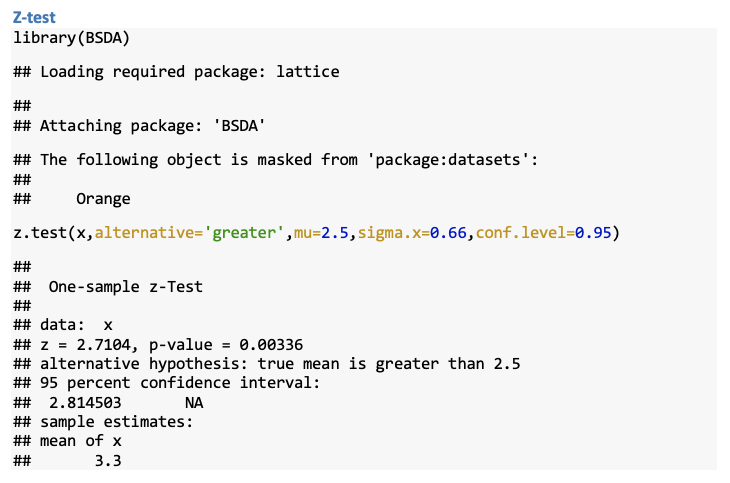 Z-test
library(BSDA)
## Loading required package: lattice
##
## Attaching package: 'BSDA'
## The following object is masked from 'package:datasets':
##
##     Orange
z.test(x,alternative='greater',mu=2.5,sigma.x=0.66,conf.level=0.95)
##
##  One-sample z-Test
##
## data:  x
## z = 2.7104, p-value = 0.00336
## alternative hypothesis: true mean is greater than 2.5
## 95 percent confidence interval:
##  2.814503       NA
## sample estimates:
## mean of x
##       3.3